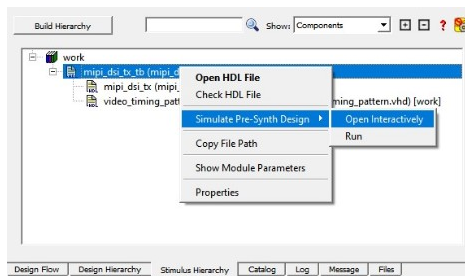 Build Hierarchy
Show: Components
work
mipi_dsi_tx_tb (mipi_d
mipi_dsi_tx (mipi_
video_timing_patt
ming_pattern.vhd) [work]
Open HDL File
Check HDL File
Simulate Pre-Synth Design
Open Interactively
Run
Copy File Path
Show Module Parameters
Properties
Design Flow
Design Hierarchy
Stimulus Hierarchy
Catalog
Log
Message
Files